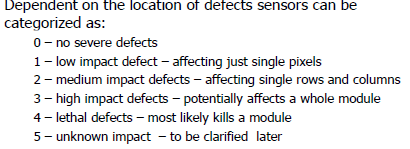 Dependent on the location of defects sensors can be
categorized as:
0 – no severe defects
1 – low impact defect – affecting just single pixels
2 – medium impact defects – affecting single rows and columns
3 – high impact defects – potentially affects a whole module
4 – lethal defects – most likely kills a module
5 – unknown impact – to be clarified later